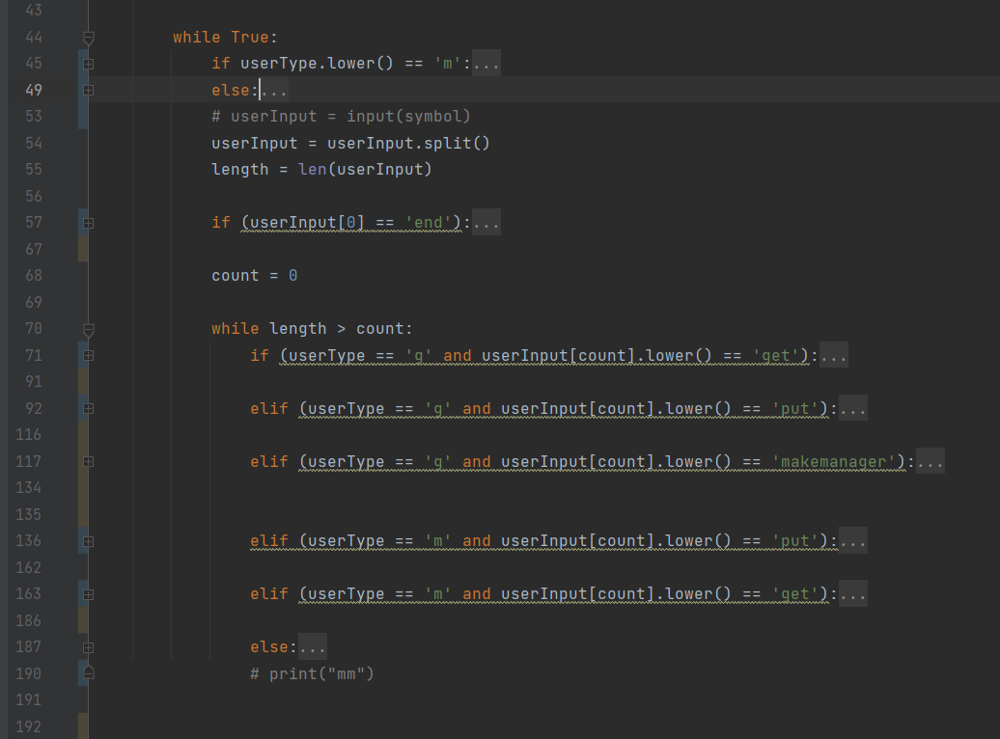 43
44 while True:
45 if userType.lower() == 'm':...
49 else:...
53 # userInput = input(symbol)
54 userInput = userInput.split()
55 length = len(userInput)
56
57 if (userInput[0] == 'end'):...
67
68 count = 0
69
70 while length > count:
71 if (userType == 'g' and userInput[count].lower() == 'get'):...
91
92 elif (userType == 'g' and userInput[count].lower() == 'put'):...
116
117 elif (userType == 'g' and userInput[count].lower() == 'makemanager'):...
134
135
136 elif (userType == 'm' and userInput[count].lower() == 'put'):...
162
163 elif (userType == 'm' and userInput[count].lower() == 'get'):...
186
187 else:...
190 # print("mm")
191
192